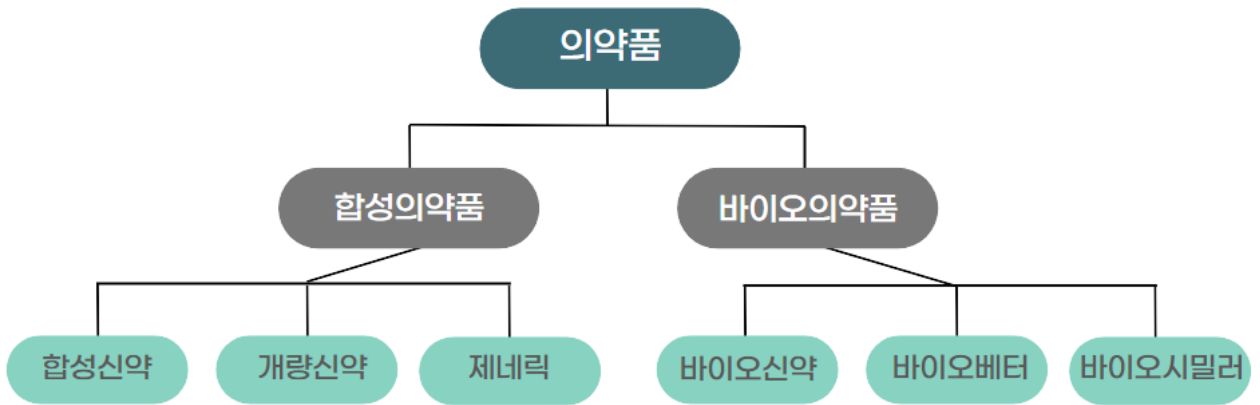 의약품
합성의약품
바이오의약품
합성신약
개량신약
제네릭
바이오신약
바이오베터
바이오시밀러